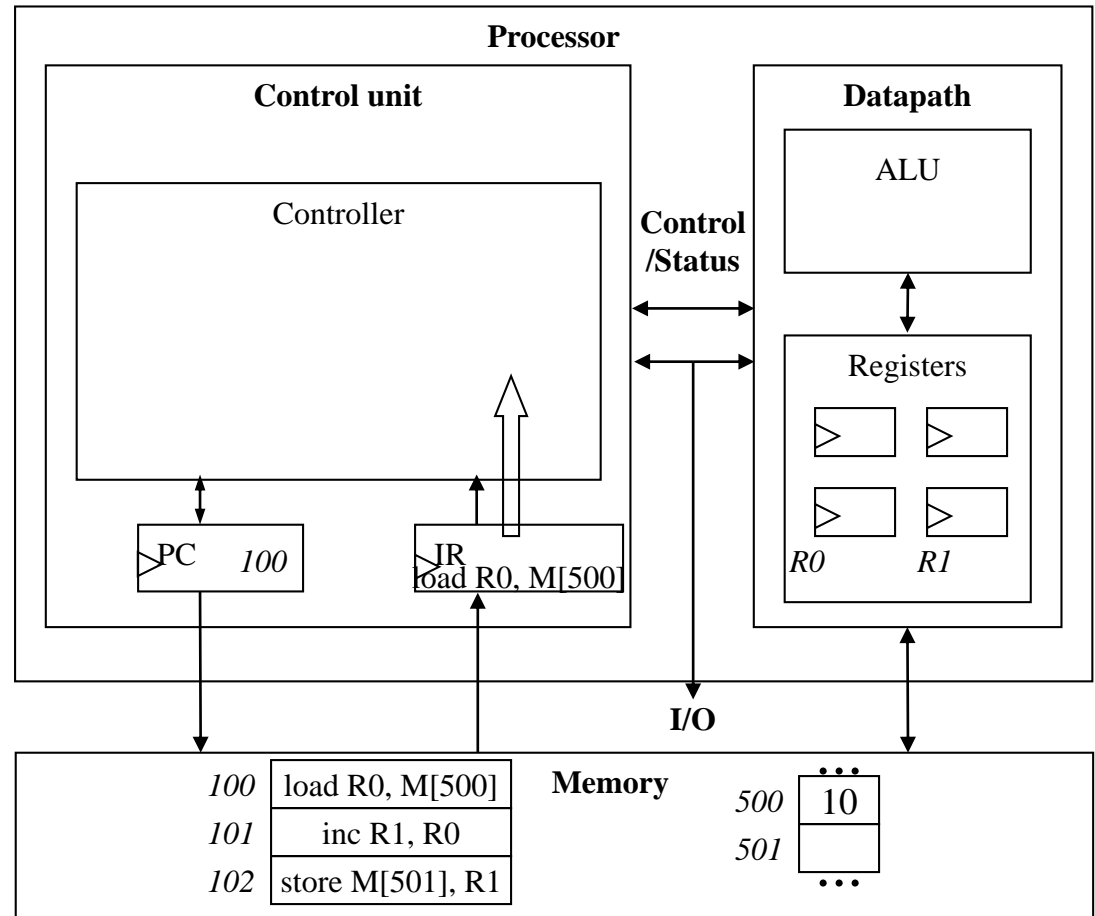 Processor
Control unit
Datapath
Controller
ALU
Control
/Status
Registers
PC 100
IR
load R0, M[500]
R0 R1
I/O
Memory
100 load R0, M[500]
101 inc R1, R0
102 store M[501], R1
...
500 10
501
...